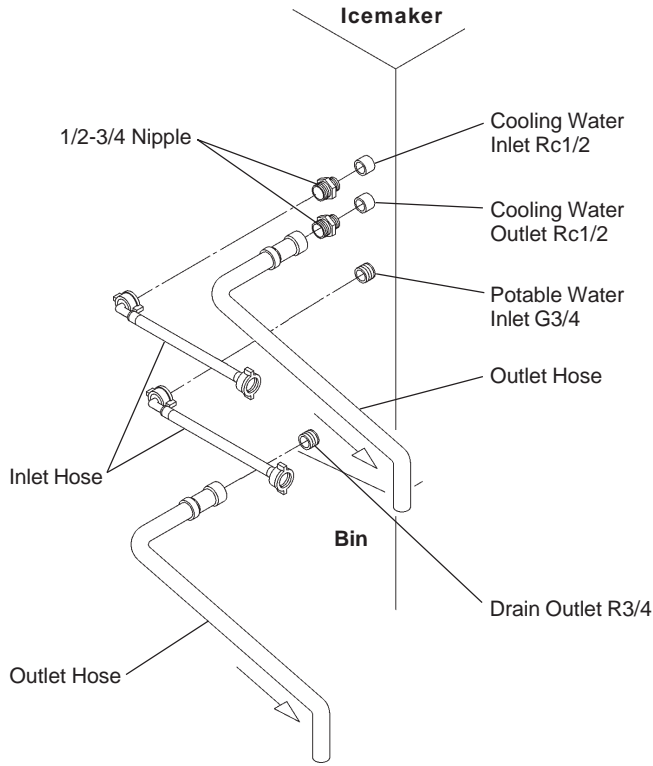 Icemaker
1/2-3/4 Nipple
Cooling Water
Inlet Rc1/2
Cooling Water
Outlet Rc1/2
Potable Water
Inlet G3/4
Outlet Hose
Inlet Hose
Bin
Drain Outlet R3/4
Outlet Hose